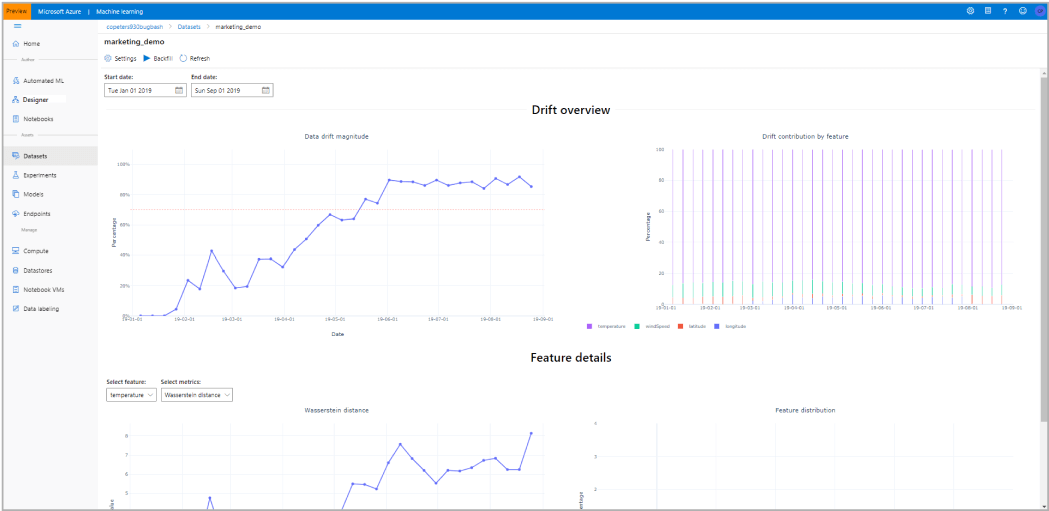 Preview Microsoft Azure | Machine learning
copeters930bugbash > Datasets > marketing_demo
Home
Author
Automated ML
Designer
Notebooks
Assets
Datasets
Experiments
Models
Endpoints
Manage
Compute
Datastores
Notebook VMs
Data labeling
marketing_demo
Settings Backfill Refresh
Start date: End date:
Tue Jan 01 2019 Sun Sep 01 2019
Drift overview
Data drift magnitude
100%
80%
60%
40%
20%
0%
Percentage
19-01-01 19-02-01 19-03-01 19-04-01 19-05-01 19-06-01 19-07-01 19-08-01 19-09-01
Date
Drift contribution by feature
100
80
60
40
20
0
Percentage
19-01-01 19-02-01 19-03-01 19-04-01 19-05-01 19-06-01 19-07-01 19-08-01 19-09-01
temperature windSpeed latitude longitude
Feature details
Select feature: Select metrics:
temperature Wasserstein distance
Wasserstein distance
8
7
6
5
Feature distribution
4
3
2